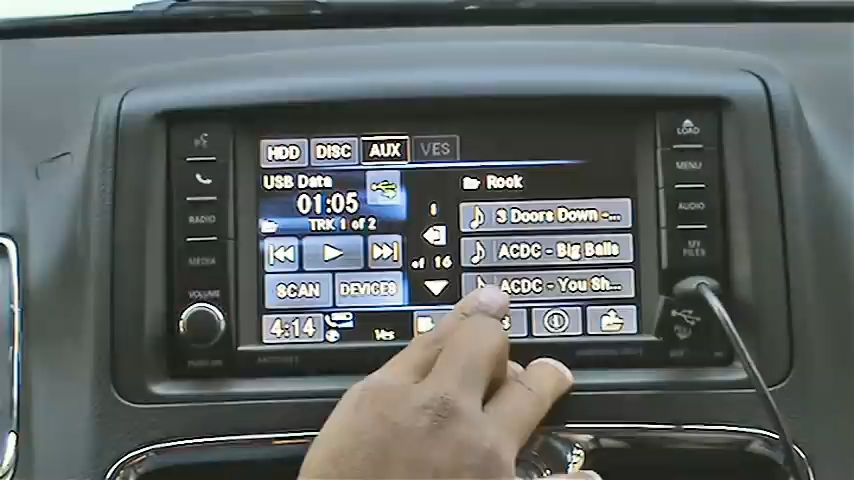 HDD DISC AUX VES
LOAD
MENU
AUDIO
MY FILES
RADIO
MEDIA
VOLUME
USB Data
01:05
TRK 1 of 2
SCAN DEVICES
4:14
Ves
1
of 16
Rock
3 Doors Down -...
ACDC - Big Balls
ACDC - You Sh...